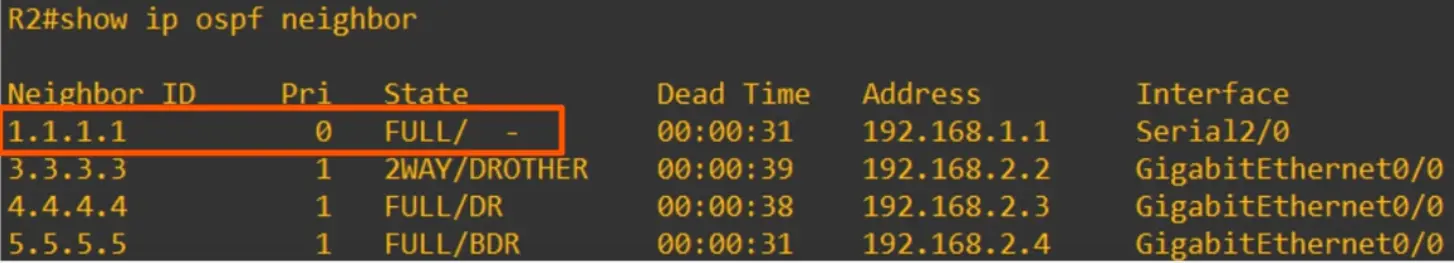 R2#show ip ospf neighbor
Neighbor ID Pri State Dead Time Address Interface
1.1.1.1 0 FULL/ - 00:00:31 192.168.1.1 Serial2/0
3.3.3.3 1 2WAY/DROTHER 00:00:39 192.168.2.2 GigabitEthernet0/0
4.4.4.4 1 FULL/DR 00:00:38 192.168.2.3 GigabitEthernet0/0
5.5.5.5 1 FULL/BDR 00:00:31 192.168.2.4 GigabitEthernet0/0